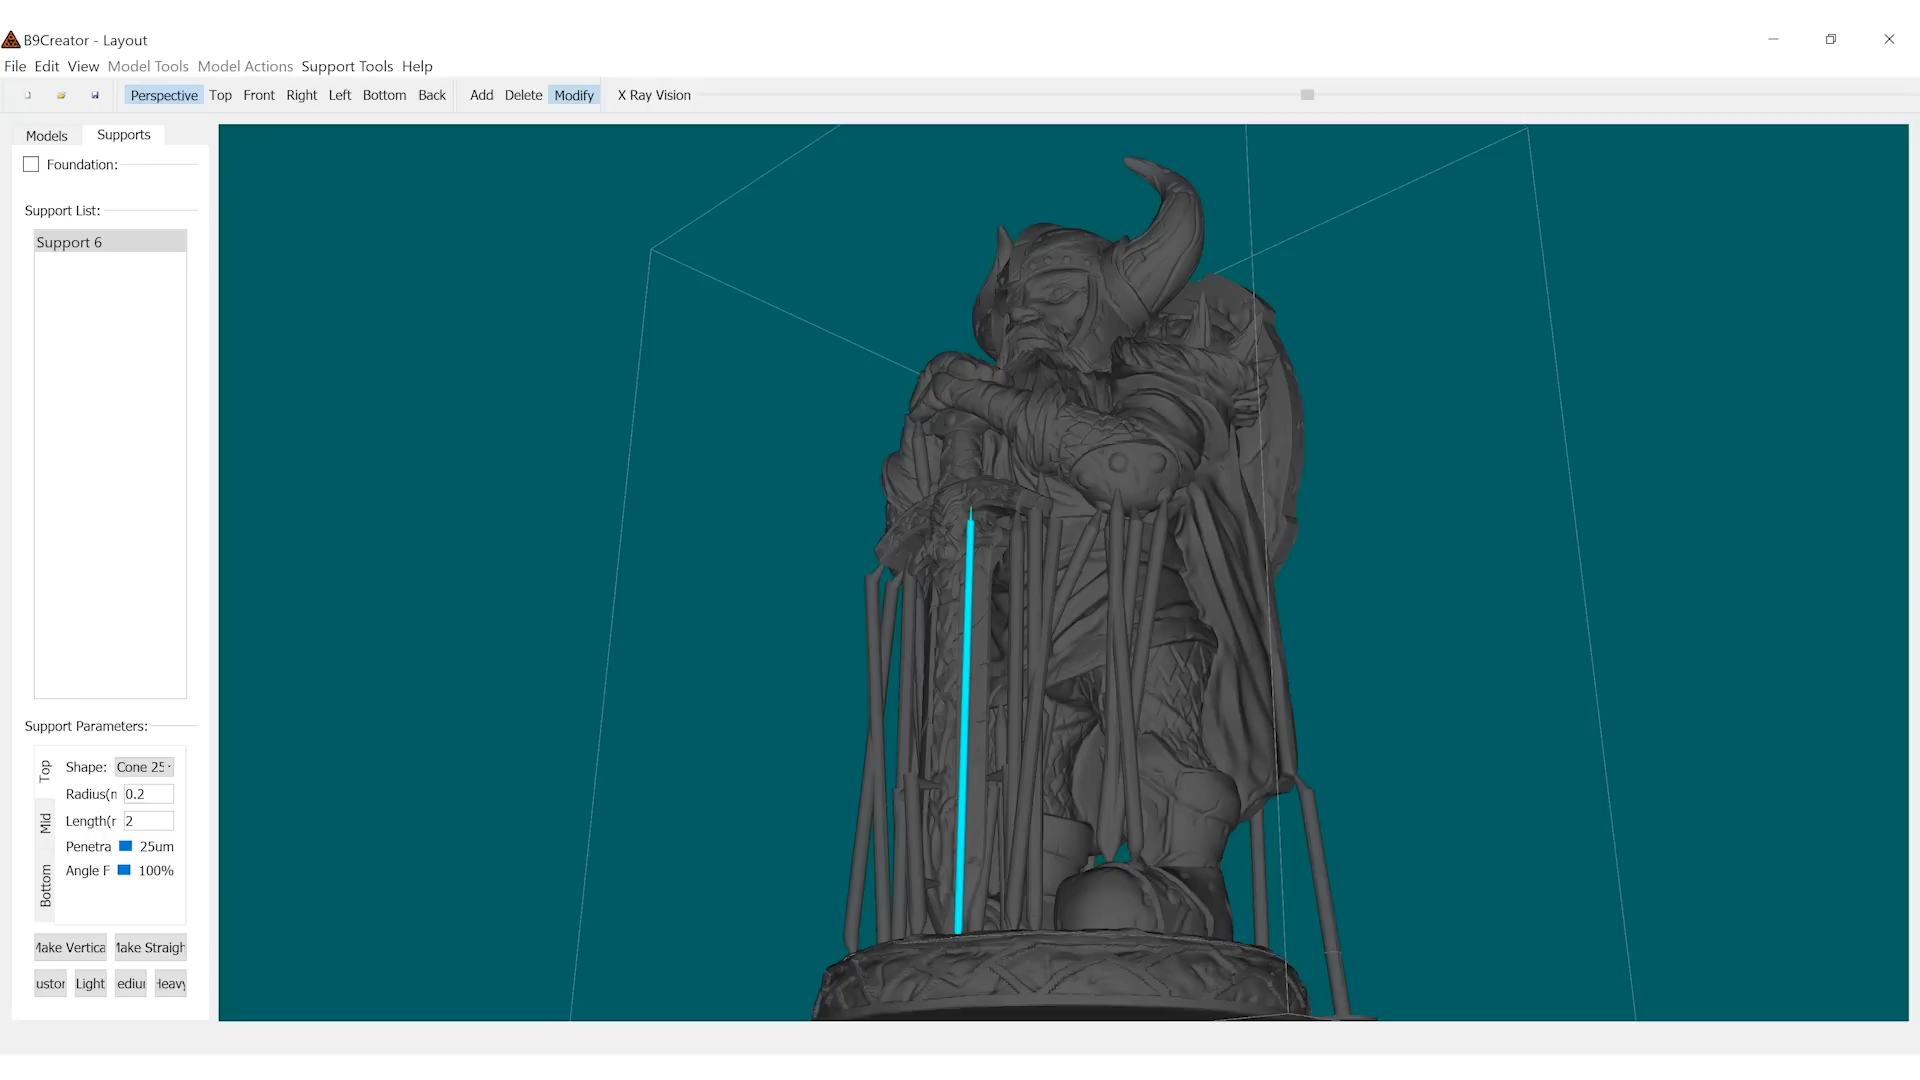 B9Creator - Layout
File Edit View Model Tools Model Actions Support Tools Help
Perspective Top Front Right Left Bottom Back Add Delete Modify X Ray Vision
Models Supports
Foundation:
Support List:
Support 6
Support Parameters:
Top
Mid
Bottom
Shape: Cone 25
Radius(r 0.2
Length(r 2
Penetra 25um
Angle F 100%
Make Vertica Make Straigh
ustor Light ediur Heavy